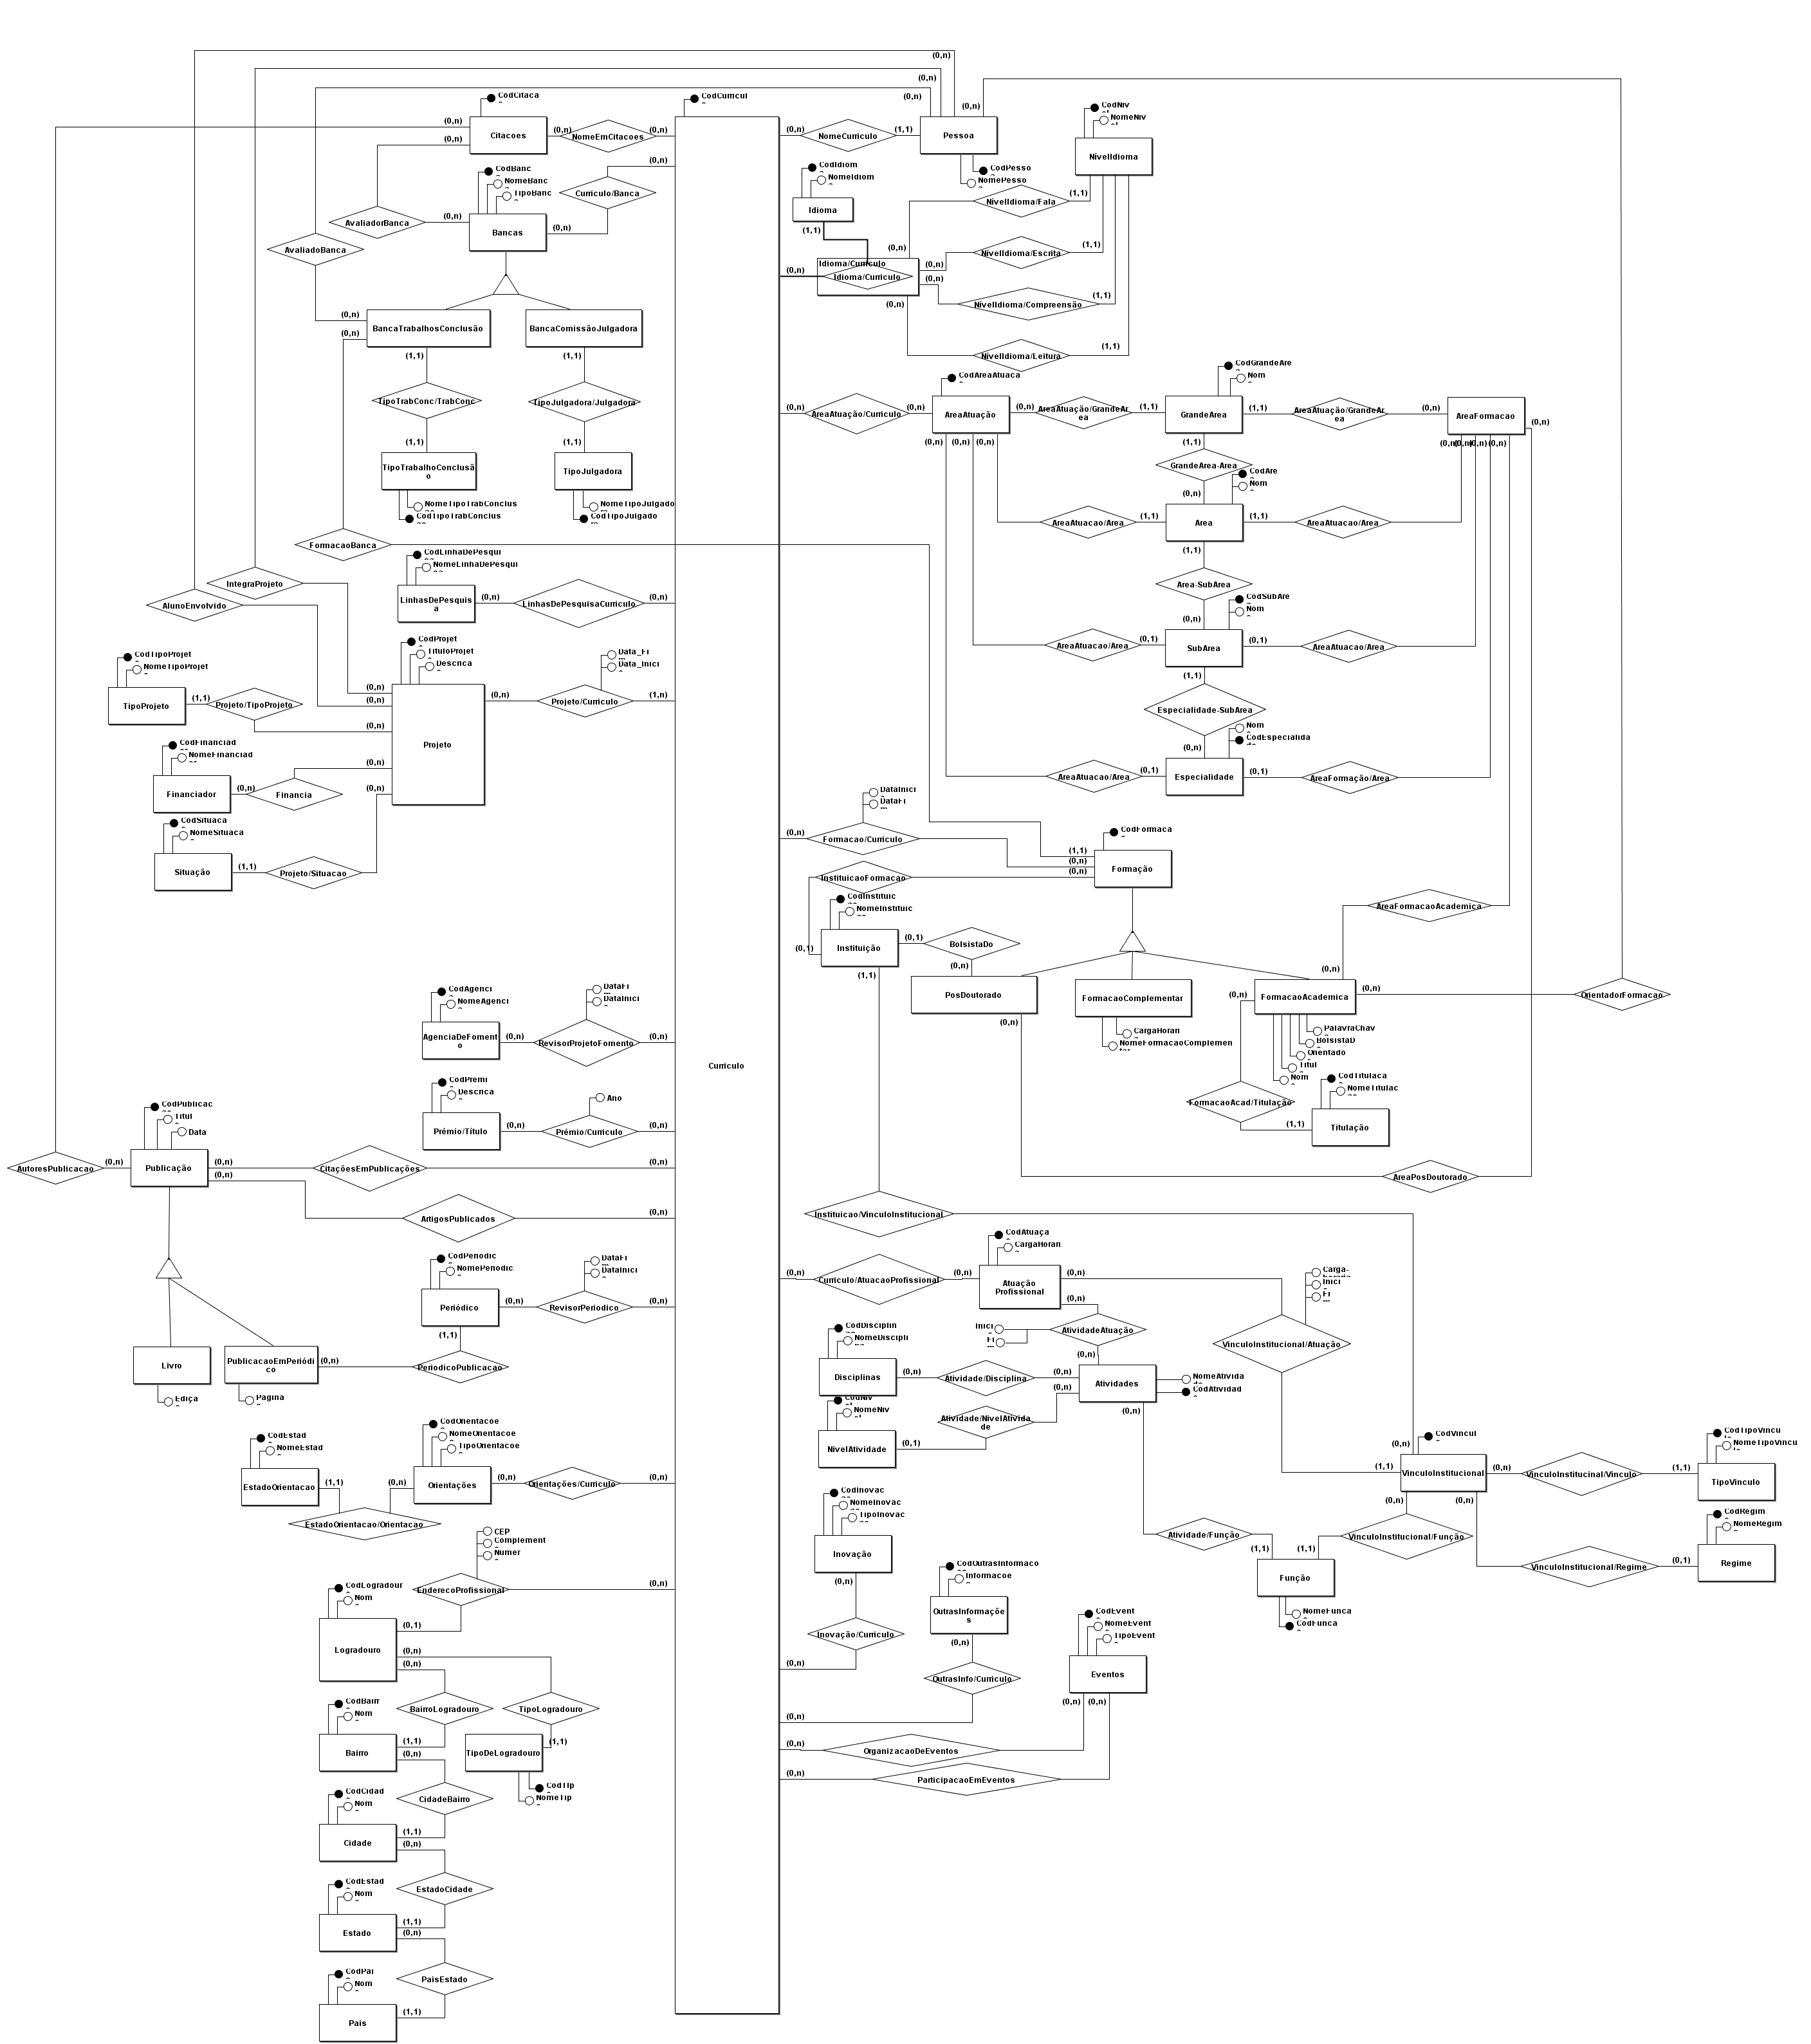 (0,n)
(0,n)
(0,n)
(0,n)
CodCitaca
(0,n)
Citacoes
(0,n)
NomeEmCitacoes
(0,n)
(0,n)
(0,n)
NomeCurriculo
(1,1)
Pessoa
CodPesso
NomePesso
CodNiv
NomeNiv
NivelIdioma
CodBanc
NomeBanc
TipoBanc
Curriculo/Banca
(0,n)
AvaliadorBanca
(0,n)
Bancas
(0,n)
AvaliadoBanca
CodIdiom
NomeIdiom
Idioma
(1,1)
NivelIdioma/Fala
(1,1)
(0,n)
NivelIdioma/Escrita
(1,1)
(0,n)
(0,n)
Idioma/Curriculo
Idioma/Curriculo
(0,n)
NivelIdioma/Compreensão
(1,1)
(0,n)
NivelIdioma/Leitura
(1,1)
(0,n)
(0,n)
BancaTrabalhosConclusão
BancaComissãoJulgadora
(1,1)
(1,1)
TipoTrabConc/TrabConc
TipoJulgadora/Julgadora
(1,1)
(1,1)
TipoTrabalhoConclusã
o
TipoJulgadora
NomeTipoTrabConclus
CodTipoTrabConclus
NomeTipoJulgado
CodTipoJulgado
CodAreaAtuaca
(0,n)
AreaAtuação/Curriculo
(0,n)
AreaAtuação
(0,n)
AreaAtuação/GrandeAr
ea
(1,1)
CodGrandeAre
Nom
GrandeArea
(1,1)
AreaAtuação/GrandeAr
ea
(0,n)
AreaFormacao
(0,n)
(0,n)
(0,n)
(0,n)
(0,n)
(0,n)
(0,n)
(0,n)
(1,1)
GrandeArea-Area
CodAre
Nom
(0,n)
AreaAtuacao/Area
(1,1)
Area
(1,1)
AreaAtuacao/Area
(1,1)
Area-SubArea
CodSubAre
Nom
(0,n)
AreaAtuacao/Area
(0,1)
SubArea
(0,1)
AreaAtuacao/Area
(1,1)
Especialidade-SubArea
Nom
CodEspecialida
(0,n)
AreaAtuacao/Area
(0,1)
Especialidade
(0,1)
AreaFormação/Area
FormacaoBanca
IntegraProjeto
AlunoEnvolvido
CodLinhaDePesqui
NomeLinhaDePesqui
LinhasDePesquis
a
(0,n)
LinhasDePesquisaCurriculo
(0,n)
CodProjet
TituloProjet
Descrica
Data_Fi
Data_Inici
CodTipoProjet
NomeTipoProjet
TipoProjeto
(1,1)
Projeto/TipoProjeto
(0,n)
(0,n)
(0,n)
(0,n)
(0,n)
Projeto
(0,n)
Projeto/Curriculo
(1,n)
CodFinanciad
NomeFinanciad
Financiador
(0,n)
Financia
CodSituaca
NomeSituaca
Situação
(1,1)
Projeto/Situacao
DataInici
DataFi
(0,n)
Formacao/Curriculo
CodFormaca
(1,1)
(0,n)
(0,n)
Formação
InstituicaoFormacao
CodInstituic
NomeInstituic
(0,1)
Instituição
(0,1)
BolsistaDo
(1,1)
(0,n)
PosDoutorado
(0,n)
FormacaoComplementar
CargaHoran
NomeFormacaoComplemen
AreaFormacaoAcademica
(0,n)
(0,n)
FormacaoAcademica
(0,n)
OrientadorFormacao
PalavraChav
BolsistaD
Orientado
Titul
Nom
CodTitulaca
NomeTitulac
FormacaoAcad/Titulação
(1,1)
Titulação
AreaPosDoutorado
CodAgenci
NomeAgenci
DataFi
DataInici
AgenciaDeFoment
o
(0,n)
RevisorProjetoFomento
(0,n)
Curriculo
CodCurricul
CodPremi
Descrica
Ano
Prêmio/Título
(0,n)
Prêmio/Curriculo
(0,n)
CodPublicac
Titul
Data
AutoresPublicacao
(0,n)
Publicação
(0,n)
(0,n)
CitaçõesEmPublicações
(0,n)
ArtigosPublicados
(0,n)
CodPeriodic
NomePeriodic
DataFi
DataInici
Periódico
(0,n)
RevisorPeriodico
(0,n)
(1,1)
Livro
PublicacaoEmPeriódi
co
(0,n)
PeriodicoPublicacao
Ediça
Pagina
Instituicao/VinculoInstitucional
CodAtuaça
CargaHoran
(0,n)
Curriculo/AtuacaoProfissional
(0,n)
Atuação
Profissional
(0,n)
(0,n)
Carga-
Inici
Fi
VinculoInstitucional/Atuação
Inici
Fi
AtividadeAtuação
(0,n)
CodDisciplin
NomeDiscipli
Disciplinas
(0,n)
Atividade/Disciplina
(0,n)
(0,n)
Atividades
NomeAtivida
CodAtividad
(0,n)
CodNiv
NomeNiv
NivelAtividade
(0,1)
Atividade/NivelAtivida
de
CodVincul
(0,n)
(1,1)
VinculoInstitucional
(0,n)
VinculoInstitucinal/Vinculo
(1,1)
CodTipoVincu
NomeTipoVincu
TipoVinculo
(0,n)
(0,n)
VinculoInstitucional/Função
VinculoInstitucional/Regime
(0,1)
CodRegim
NomeRegim
Regime
Atividade/Função
(1,1)
(1,1)
Função
NomeFunca
CodFunca
CodOrientacoe
NomeOrientacoe
TipoOrientacoe
CodEstad
NomeEstad
EstadoOrientacao
(1,1)
(0,n)
Orientações
(0,n)
Orientações/Curriculo
(0,n)
EstadoOrientacao/Orientacao
CodInovac
NomeInovac
TipoInovac
Inovação
(0,n)
Inovação/Curriculo
(0,n)
CodOutrasInformaco
Informacoe
OutrasInformaçõe
s
(0,n)
OutrasInfo/Curriculo
(0,n)
CodEvent
NomeEvent
TipoEvent
Eventos
(0,n)
(0,n)
(0,n)
OrganizacaoDeEventos
(0,n)
ParticipacaoEmEventos
CEP
Complement
Numer
EnderecoProfissional
(0,n)
CodLogradour
Nom
Logradouro
(0,1)
(0,n)
(0,n)
BairroLogradouro
TipoLogradouro
CodBairr
Nom
Bairro
(1,1)
(0,n)
TipoDeLogradouro
(1,1)
CodTip
NomeTip
CidadeBairro
CodCidad
Nom
Cidade
(1,1)
(0,n)
EstadoCidade
CodEstad
Nom
Estado
(1,1)
(0,n)
PaisEstado
CodPai
Nom
Pais
(1,1)